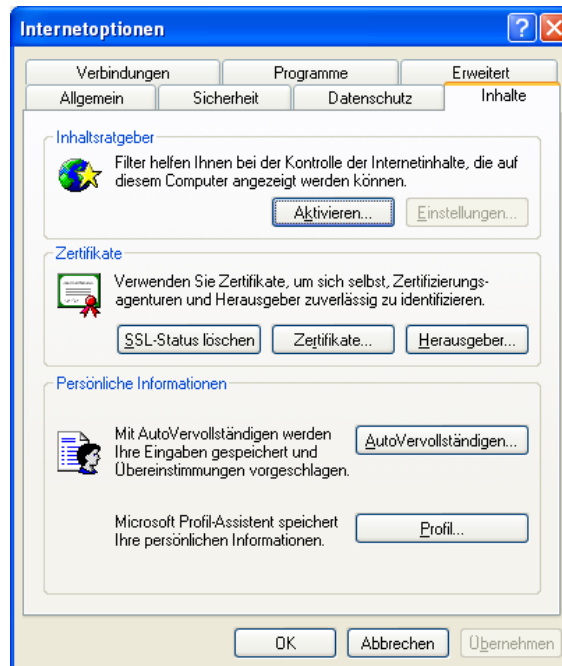 Internetoptionen
Verbindungen
Programme
Erweitert
Allgemein
Sicherheit
Datenschutz
Inhalte
Inhaltsratgeber
Filter helfen Ihnen bei der Kontrolle der Internetinhalte, die auf
diesem Computer angezeigt werden können.
Aktivieren...
Einstellungen...
Zertifikate
Verwenden Sie Zertifikate, um sich selbst, Zertifizierungs-
agenturen und Herausgeber zuverlässig zu identifizieren.
SSL-Status löschen
Zertifikate...
Herausgeber...
Persönliche Informationen
Mit AutoVervollständigen werden
Ihre Eingaben gespeichert und
Übereinstimmungen vorgeschlagen.
AutoVervollständigen...
Microsoft Profil-Assistent speichert
Ihre persönlichen Informationen.
Profil...
OK
Abbrechen
Übernehmen